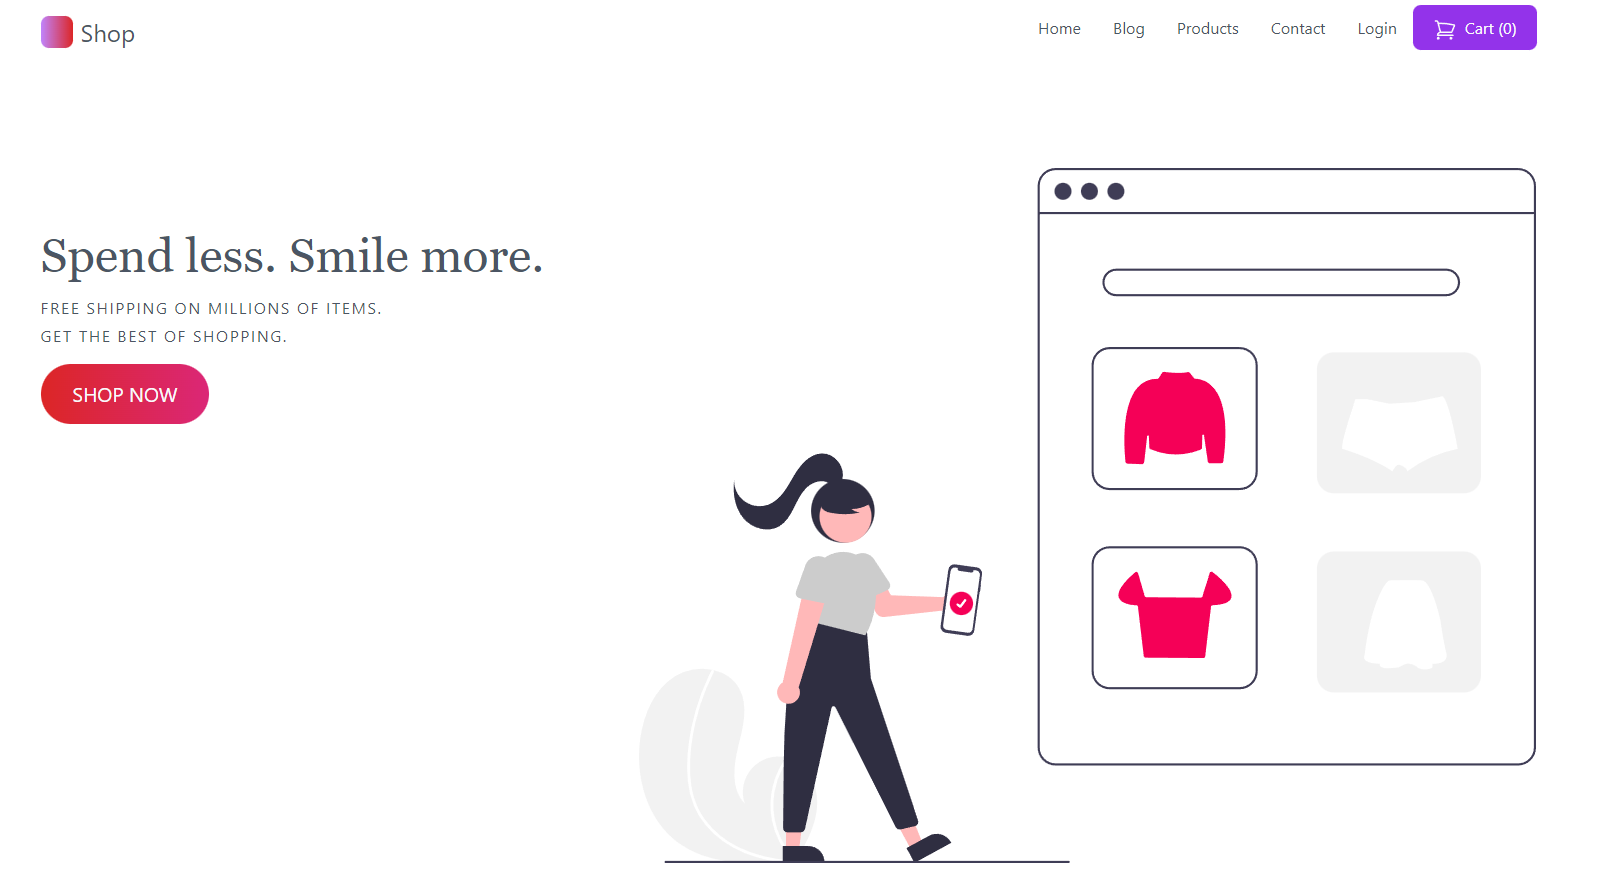 Shop
Home
Blog
Products
Contact
Login
Cart (0)
Spend less. Smile more.
FREE SHIPPING ON MILLIONS OF ITEMS.
GET THE BEST OF SHOPPING.
SHOP NOW